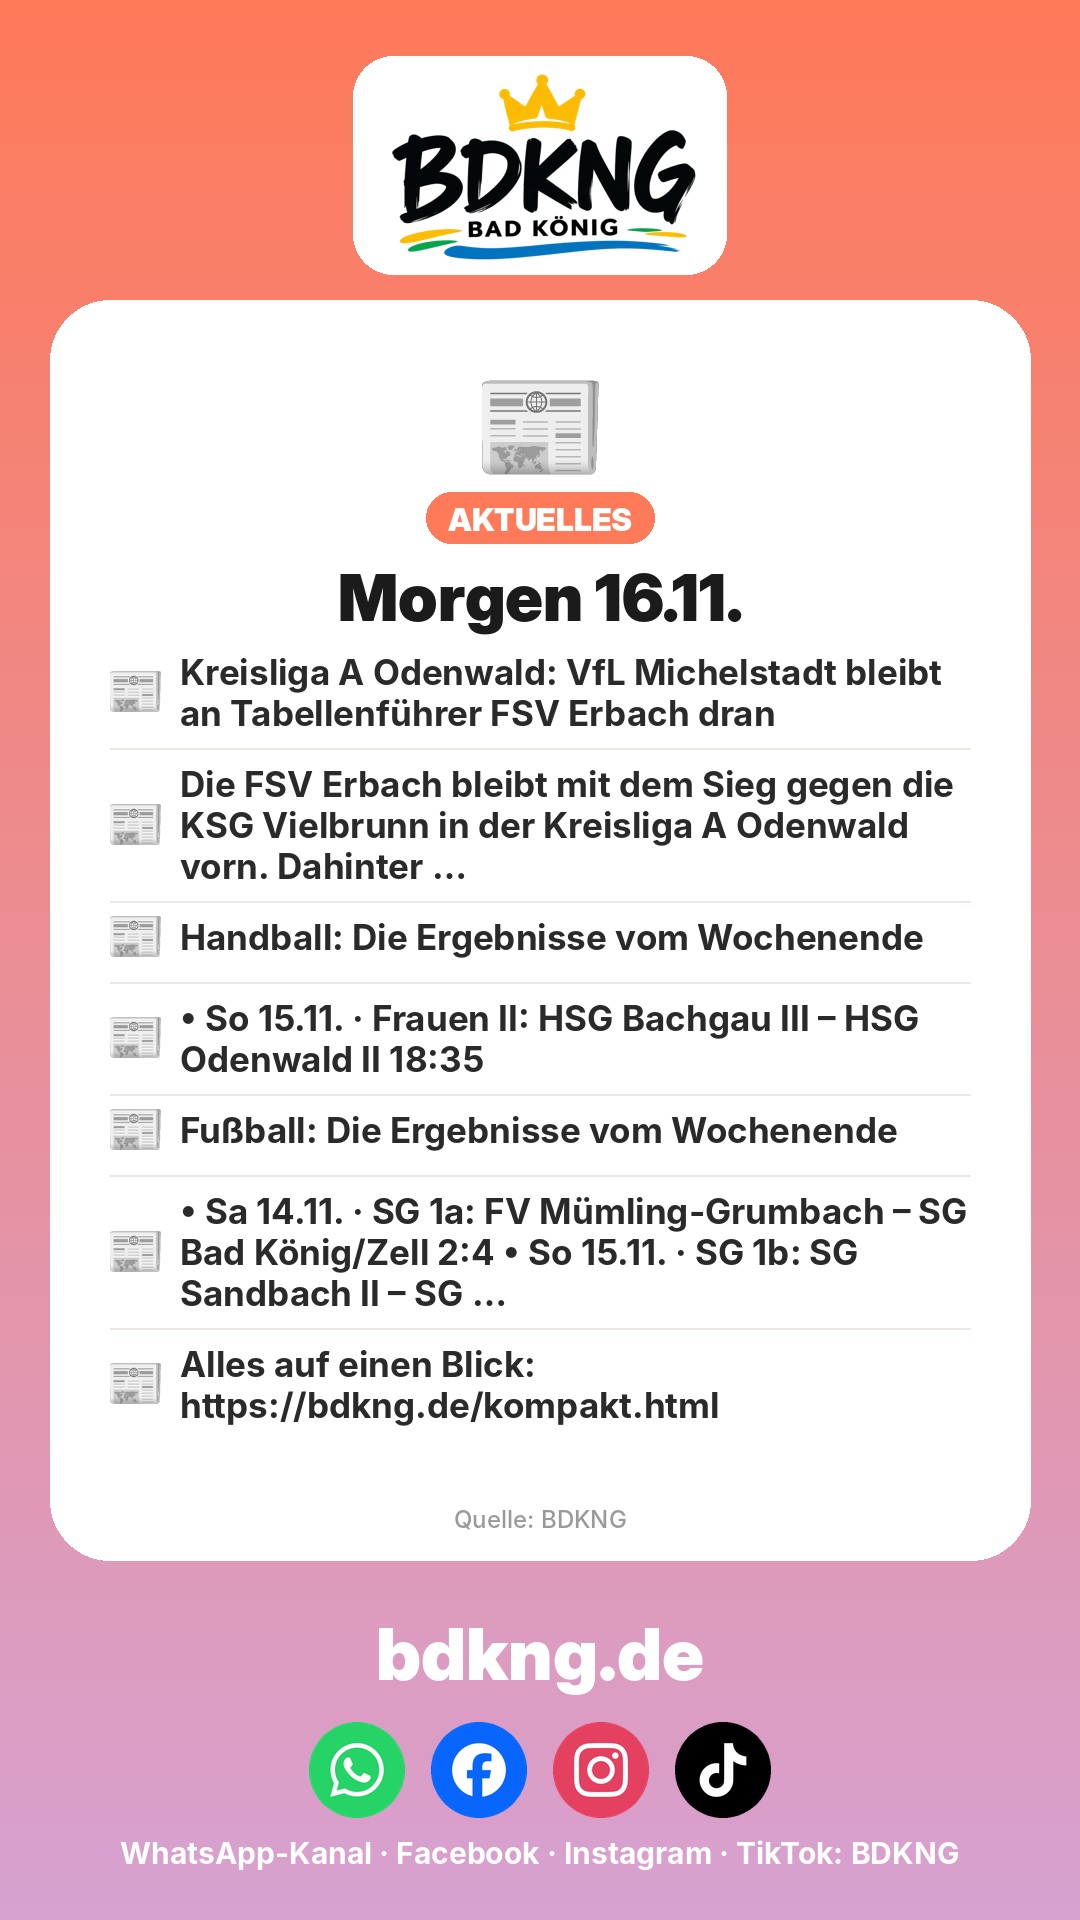 BDKNG
BAD KÖNIG
AKTUELLES
Morgen 16.11.
Kreisliga A Odenwald: VfL Michelstadt bleibt
an Tabellenführer FSV Erbach dran
Die FSV Erbach bleibt mit dem Sieg gegen die
KSG Vielbrunn in der Kreisliga A Odenwald
vorn. Dahinter ...
Handball: Die Ergebnisse vom Wochenende
• So 15.11. · Frauen II: HSG Bachgau III – HSG
Odenwald II 18:35
Fußball: Die Ergebnisse vom Wochenende
• Sa 14.11. · SG 1a: FV Mümling-Grumbach – SG
Bad König/Zell 2:4 • So 15.11. · SG 1b: SG
Sandbach II – SG ...
Alles auf einen Blick:
https://bdkng.de/kompakt.html
Quelle: BDKNG
bdkng.de
WhatsApp-Kanal · Facebook · Instagram · TikTok: BDKNG